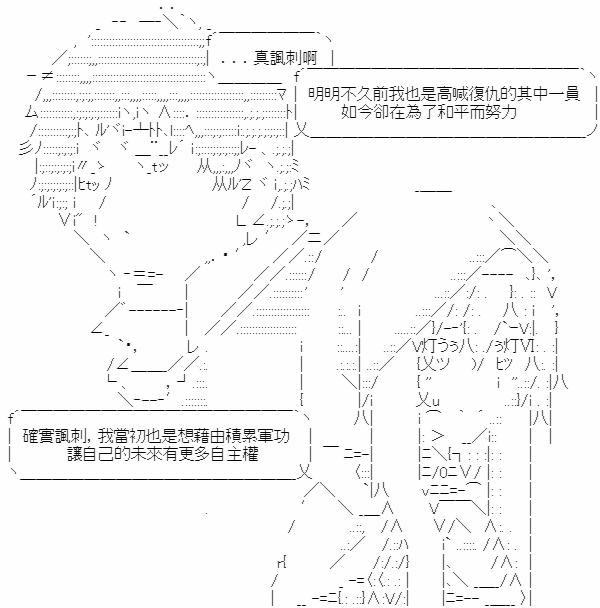 ...真諷刺啊
明明不久前我也是高喊復仇的其中一員
如今卻在為了和平而努力
確實諷刺，我當初也是想藉由積累軍功
讓自己的未來有更多自主權